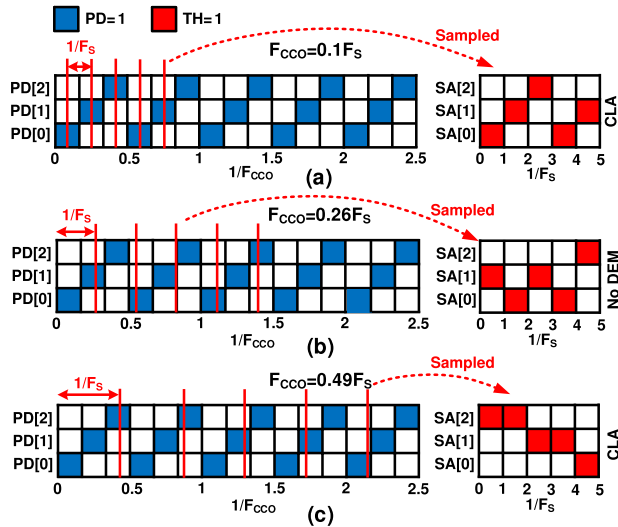 PD=1 TH=1
1/FS FCCO=0.1FS Sampled
PD[2] SA[2]
PD[1] SA[1]
PD[0] SA[0]
CLA
0 0.5 1 1.5 2 2.5 0 1 2 3 4 5
1/FCCO 1/FS
(a)
1/FS FCCO=0.26FS Sampled
PD[2] SA[2]
PD[1] SA[1]
PD[0] SA[0]
No DEM
0 0.5 1 1.5 2 2.5 0 1 2 3 4 5
1/FCCO 1/FS
(b)
1/FS FCCO=0.49FS Sampled
PD[2] SA[2]
PD[1] SA[1]
PD[0] SA[0]
CLA
0 0.5 1 1.5 2 2.5 0 1 2 3 4 5
1/FCCO 1/FS
(c)